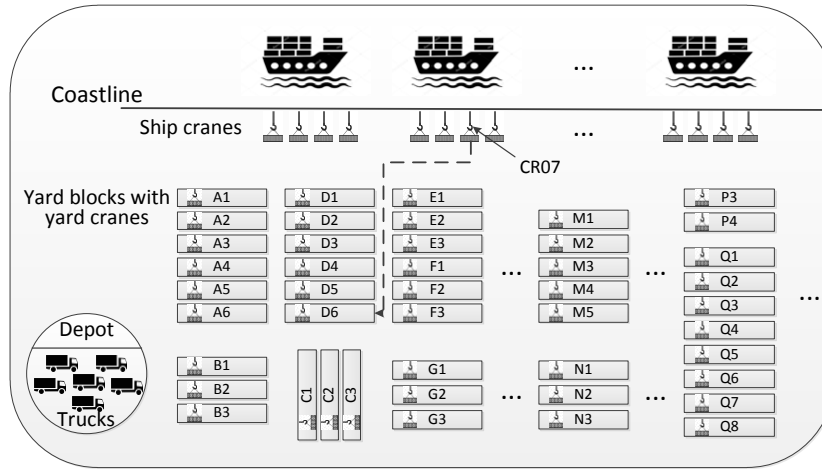 ...
Coastline
Ship cranes
...
CR07
Yard blocks with
yard cranes
A1
A2
A3
A4
A5
A6
D1
D2
D3
D4
D5
D6
E1
E2
E3
F1
F2
F3
...
M1
M2
M3
M4
M5
...
P3
P4
Q1
Q2
Q3
Q4
Q5
Q6
Q7
Q8
...
Depot
Trucks
B1
B2
B3
C1
C2
C3
G1
G2
G3
...
N1
N2
N3
...